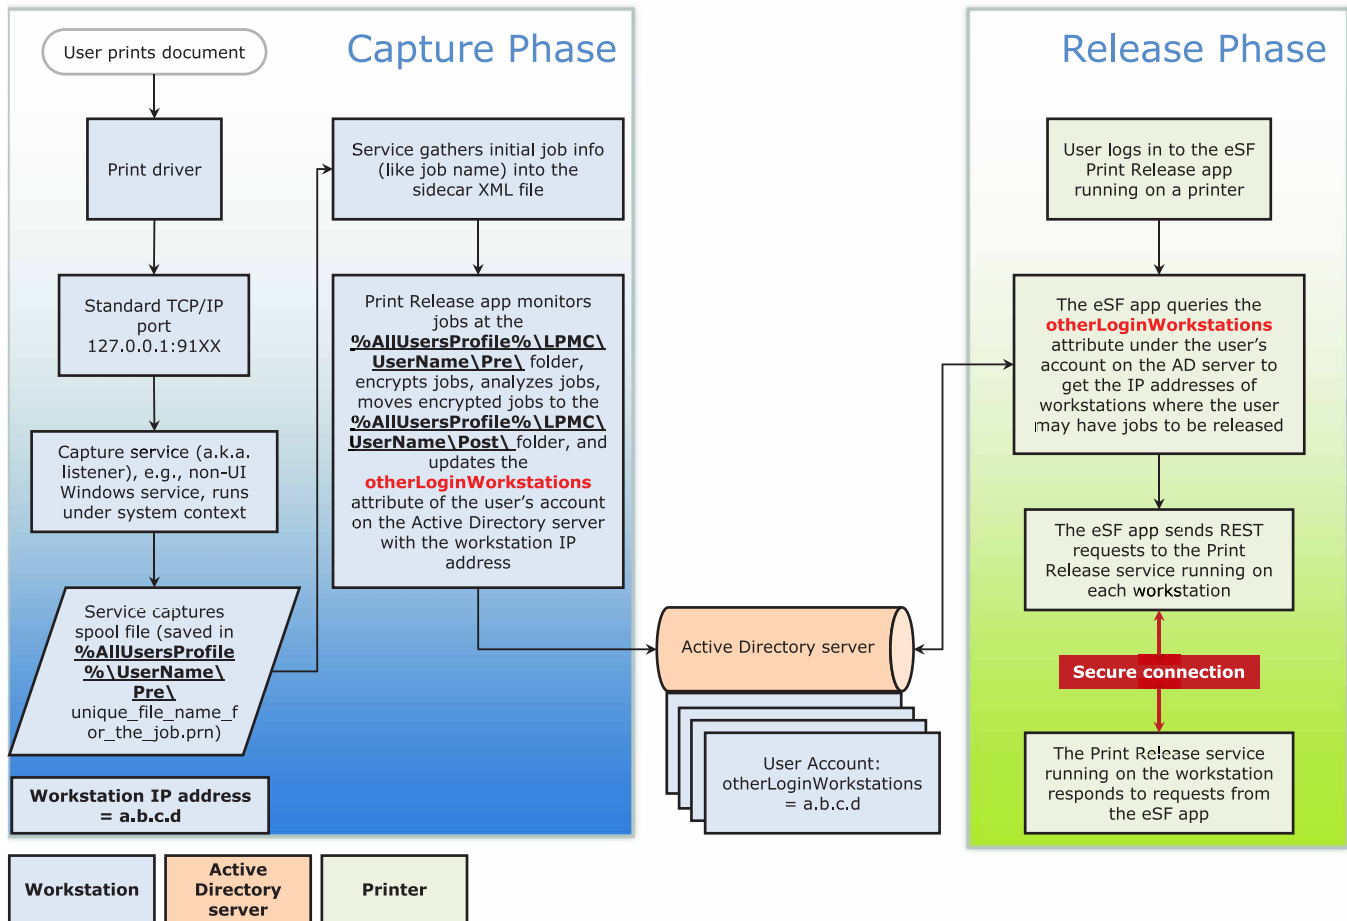 Capture Phase
User prints document
Print driver
Standard TCP/IP
port
127.0.0.1:91XX
Capture service (a.k.a.
listener), e.g., non-UI
Windows service, runs
under system context
Service captures
spool file (saved in
%AllUsersProfile
%\UserName\
Pre\
unique_file_name_f
or_the_job.prn)
Workstation IP address
= a.b.c.d
Service gathers initial job info
(like job name) into the
sidecar XML file
Print Release app monitors
jobs at the
%AllUsersProfile%\LPMC\
UserName\Pre\ folder,
encrypts jobs, analyzes jobs,
moves encrypted jobs to the
%AllUsersProfile%\LPMC\
UserName\Post\ folder, and
updates the
otherLoginWorkstations
attribute of the user’s account
on the Active Directory server
with the workstation IP
address
Active Directory server
User Account:
otherLoginWorkstations
= a.b.c.d
Release Phase
User logs in to the eSF
Print Release app
running on a printer
The eSF app queries the
otherLoginWorkstations
attribute under the user’s
account on the AD server to
get the IP addresses of
workstations where the user
may have jobs to be released
The eSF app sends REST
requests to the Print
Release service running on
each workstation
Secure connection
The Print Release service
running on the workstation
responds to requests from
the eSF app
Workstation
Active
Directory
server
Printer